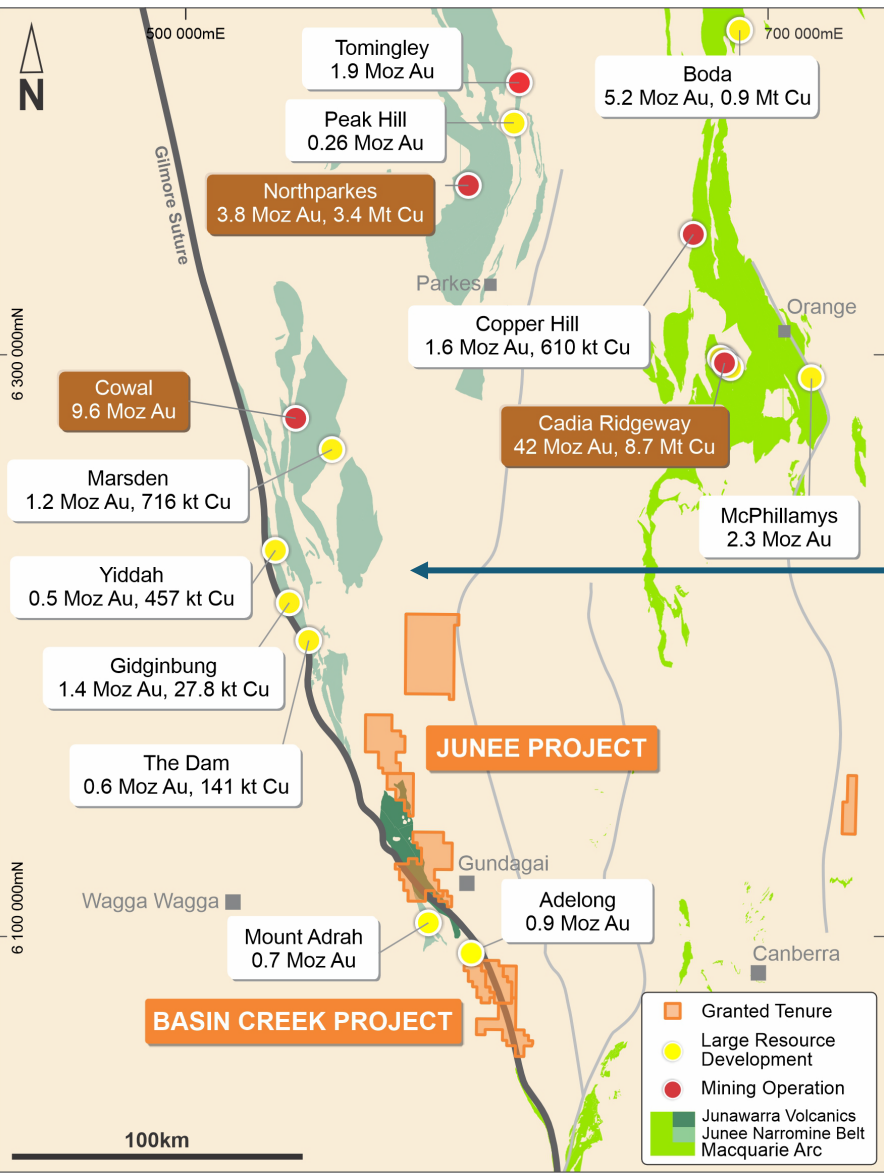 500 000mE
700 000mE
N
Tomingley
1.9 Moz Au
Boda
5.2 Moz Au, 0.9 Mt Cu
Peak Hill
0.26 Moz Au
Gilmore Suture
Northparkes
3.8 Moz Au, 3.4 Mt Cu
Parkes
Orange
Copper Hill
1.6 Moz Au, 610 kt Cu
6 300 000mN
Cowal
9.6 Moz Au
Cadia Ridgeway
42 Moz Au, 8.7 Mt Cu
Marsden
1.2 Moz Au, 716 kt Cu
McPhillamys
2.3 Moz Au
Yiddah
0.5 Moz Au, 457 kt Cu
Gidginbung
1.4 Moz Au, 27.8 kt Cu
JUNEE PROJECT
The Dam
0.6 Moz Au, 141 kt Cu
Gundagai
Wagga Wagga
6 100 000mN
Adelong
0.9 Moz Au
Mount Adrah
0.7 Moz Au
Canberra
BASIN CREEK PROJECT
Granted Tenure
Large Resource
Development
Mining Operation
Junawarra Volcanics
Junee Narromine Belt
Macquarie Arc
100km